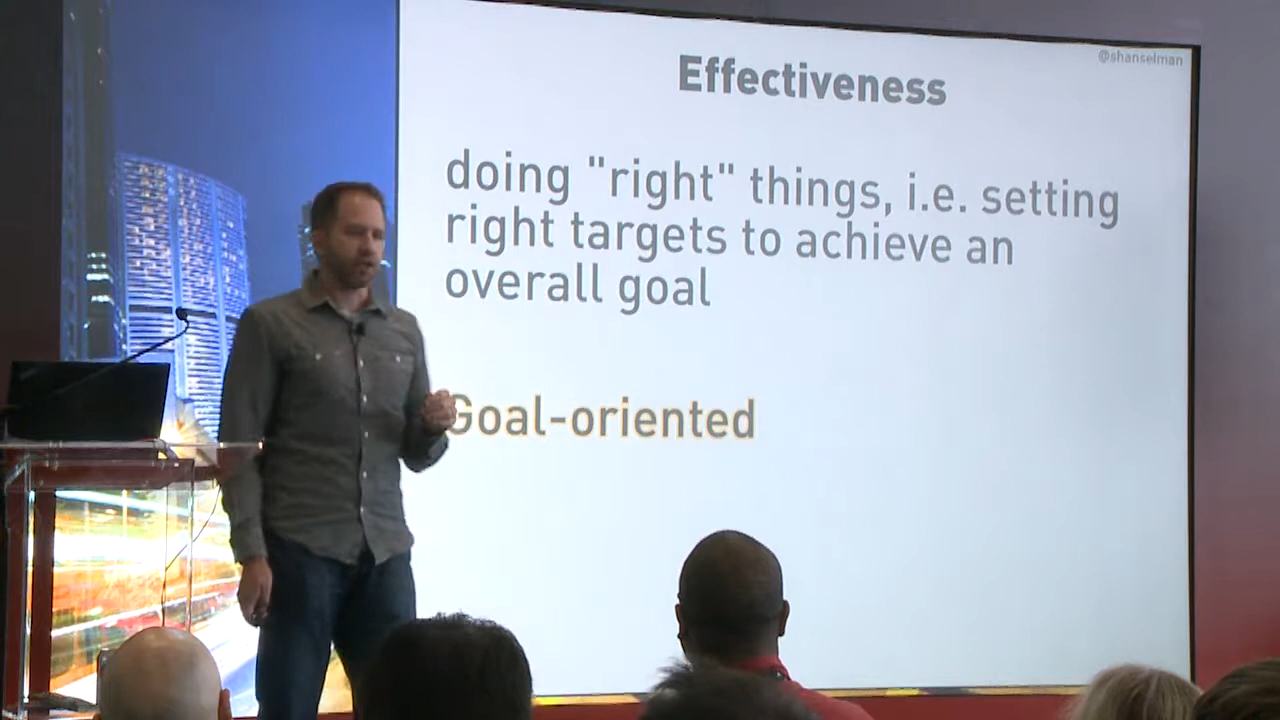 @shanselman
Effectiveness
doing "right" things, i.e. setting
right targets to achieve an
overall goal
Goal-oriented